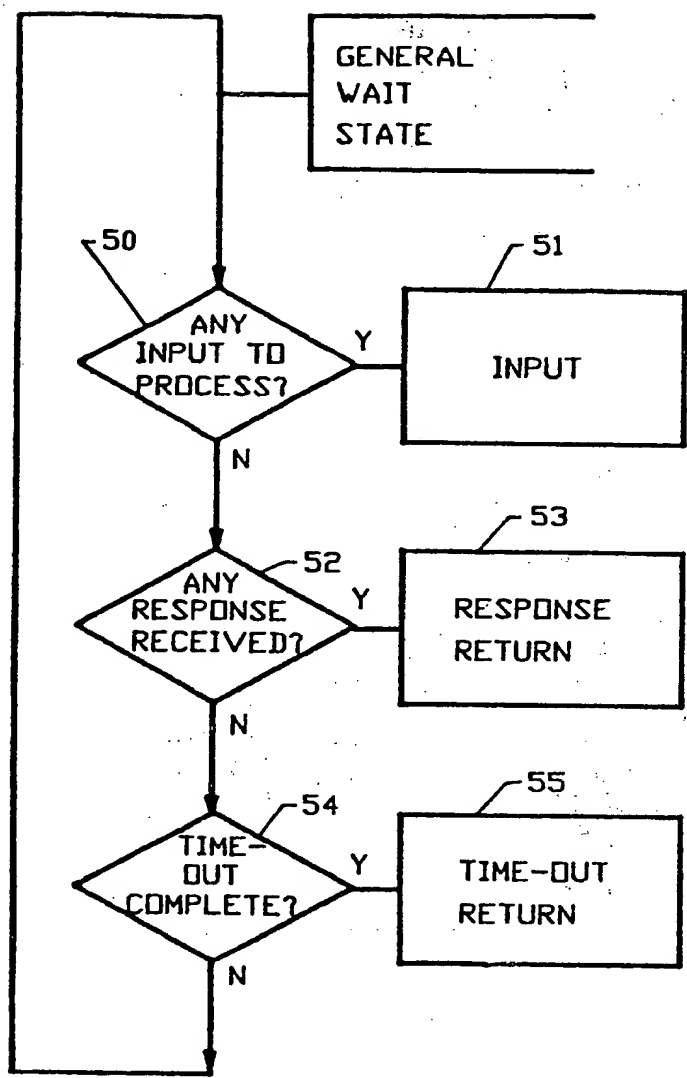 GENERAL
WAIT
STATE
50
ANY
INPUT TO
PROCESS?
Y
51
INPUT
N
52
ANY
RESPONSE
RECEIVED?
Y
53
RESPONSE
RETURN
N
54
TIME-
OUT
COMPLETE?
Y
55
TIME-OUT
RETURN
N